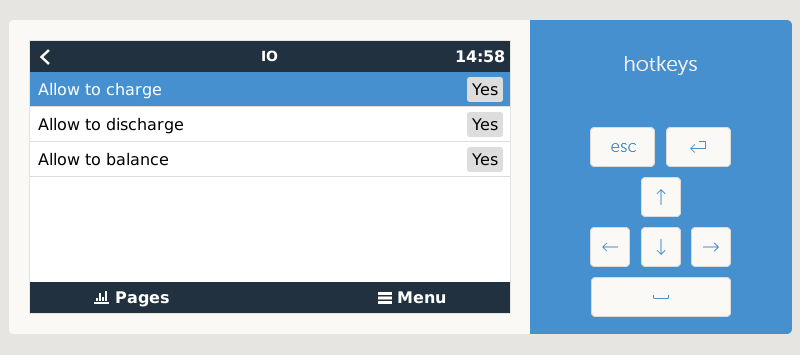 IO 14:58
Allow to charge Yes
Allow to discharge Yes
Allow to balance Yes
Pages Menu
hotkeys
esc